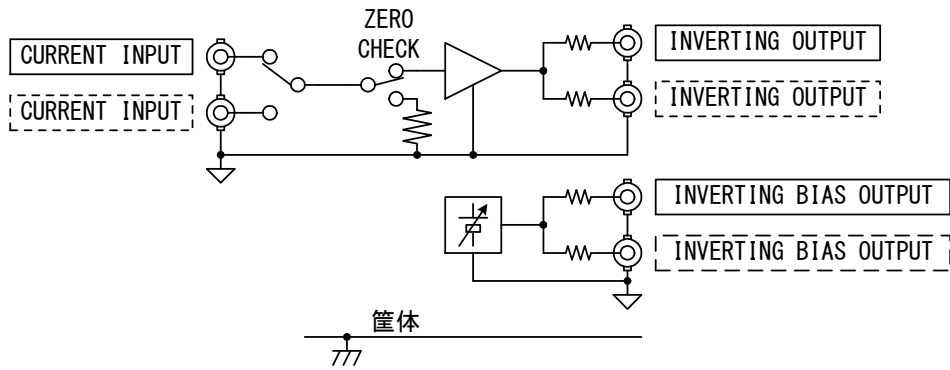 ZERO
CHECK
CURRENT INPUT
INVERTING OUTPUT
CURRENT INPUT
INVERTING OUTPUT
INVERTING BIAS OUTPUT
INVERTING BIAS OUTPUT
筐体